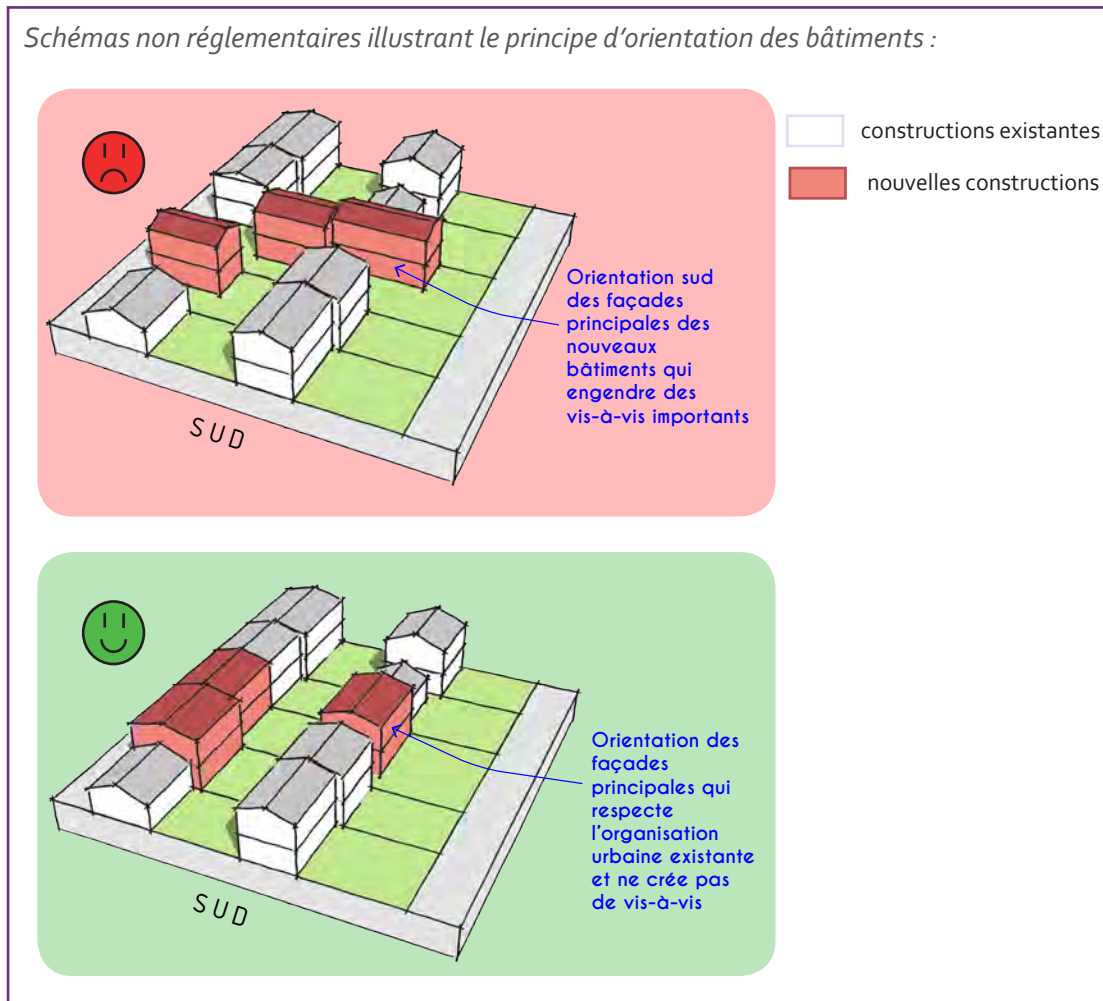 Schémas non réglementaires illustrant le principe d'orientation des bâtiments :
constructions existantes
nouvelles constructions
Orientation sud
des façades
principales des
nouveaux
bâtiments qui
engendre des
vis-à-vis importants
SUD
Orientation des
façades
principales qui
respecte
l'organisation
urbaine existante
et ne crée pas
de vis-à-vis
SUD